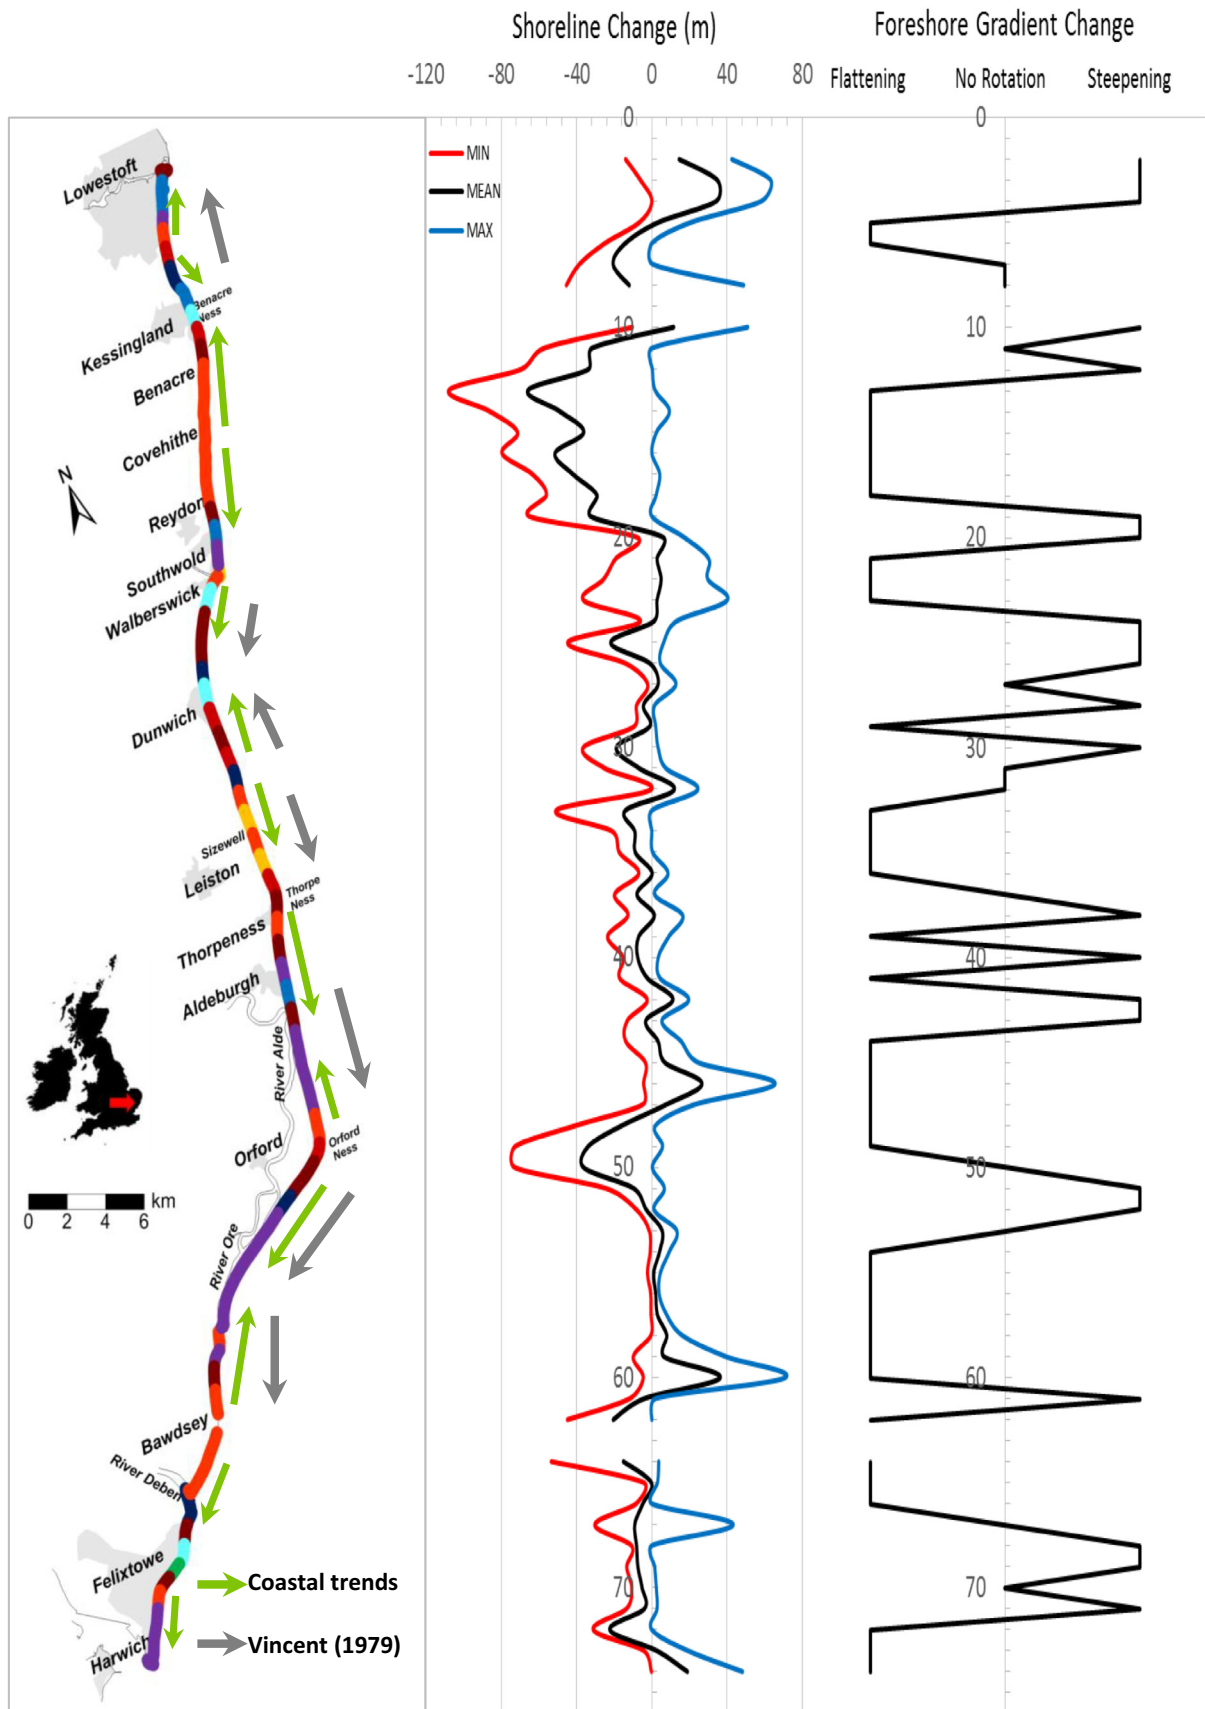 Shoreline Change (m)
Foreshore Gradient Change
-120 -80 -40 0 40 80
Flattening No Rotation Steepening
MIN
MEAN
MAX
0
10
20
30
40
50
60
70
0
10
20
30
40
50
60
70
Lowestoft
Benacre
Ness
Kessingland
Benacre
Covehithe
N
Reydon
Southwold
Walberswick
Dunwich
Sizewell
Leiston
Thorpe
Ness
Thorpeness
Aldeburgh
River Alde
Orford
Orford
Ness
km
0 2 4 6
River Ore
Bawdsey
River Deben
Felixtowe
Coastal trends
Harwich
Vincent (1979)